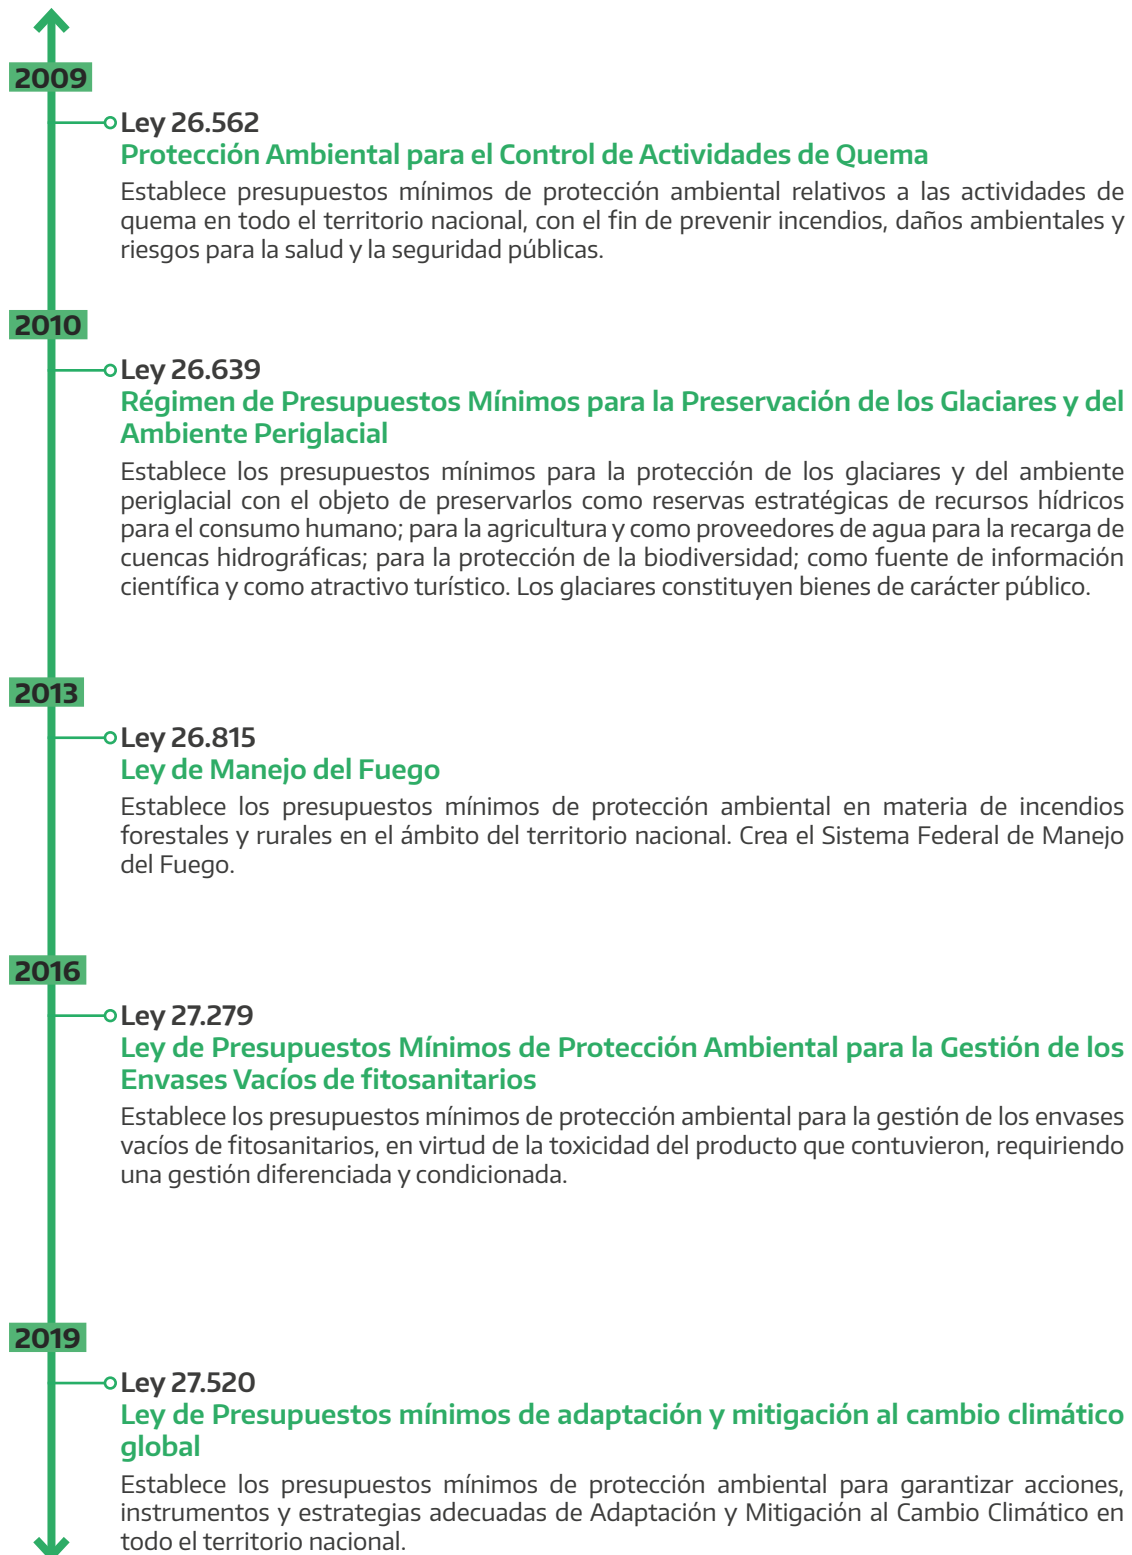 2009
Ley 26.562
Protección Ambiental para el Control de Actividades de Quema
Establece presupuestos mínimos de protección ambiental relativos a las actividades de
quema en todo el territorio nacional, con el fin de prevenir incendios, daños ambientales y
riesgos para la salud y la seguridad públicas.
2010
Ley 26.639
Régimen de Presupuestos Mínimos para la Preservación de los Glaciares y del
Ambiente Periglacial
Establece los presupuestos mínimos para la protección de los glaciares y del ambiente
periglacial con el objeto de preservarlos como reservas estratégicas de recursos hídricos
para el consumo humano; para la agricultura y como proveedores de agua para la recarga de
cuencas hidrográficas; para la protección de la biodiversidad; como fuente de información
científica y como atractivo turístico. Los glaciares constituyen bienes de carácter público.
2013
Ley 26.815
Ley de Manejo del Fuego
Establece los presupuestos mínimos de protección ambiental en materia de incendios
forestales y rurales en el ámbito del territorio nacional. Crea el Sistema Federal de Manejo
del Fuego.
2016
Ley 27.279
Ley de Presupuestos Mínimos de Protección Ambiental para la Gestión de los
Envases Vacíos de fitosanitarios
Establece los presupuestos mínimos de protección ambiental para la gestión de los envases
vacíos de fitosanitarios, en virtud de la toxicidad del producto que contuvieron, requiriendo
una gestión diferenciada y condicionada.
2019
Ley 27.520
Ley de Presupuestos mínimos de adaptación y mitigación al cambio climático
global
Establece los presupuestos mínimos de protección ambiental para garantizar acciones,
instrumentos y estrategias adecuadas de Adaptación y Mitigación al Cambio Climático en
todo el territorio nacional.